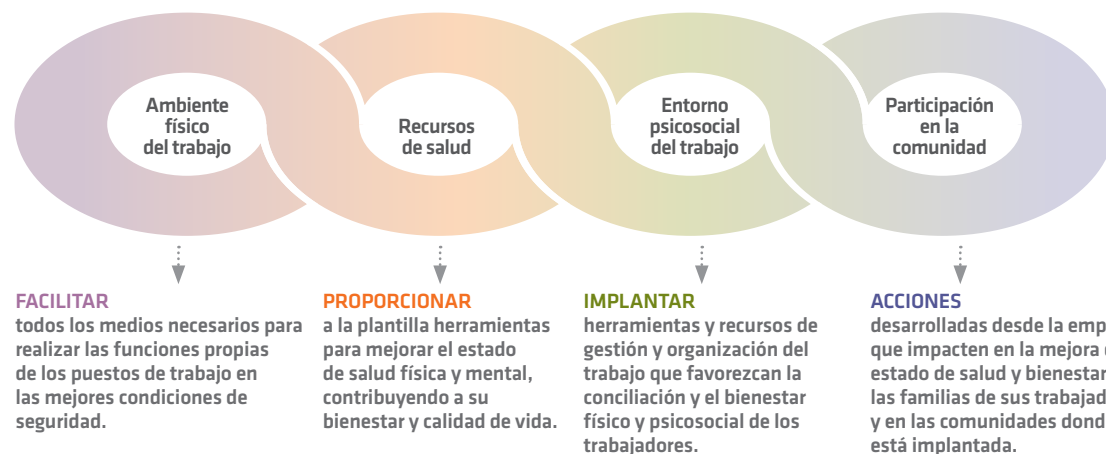 Ambiente
físico
del trabajo
Recursos
de salud
Entorno
psicosocial
del trabajo
Participación
en la
comunidad
FACILITAR
todos los medios necesarios para
realizar las funciones propias
de los puestos de trabajo en
las mejores condiciones de
seguridad.
PROPORCIONAR
a la plantilla herramientas
para mejorar el estado
de salud física y mental,
contribuyendo a su
bienestar y calidad de vida.
IMPLANTAR
herramientas y recursos de
gestión y organización del
trabajo que favorezcan la
conciliación y el bienestar
físico y psicosocial de los
trabajadores.
ACCIONES
desarrolladas desde la emp
que impacten en la mejora
estado de salud y bienestar
las familias de sus trabajad
y en las comunidades dond
está implantada.